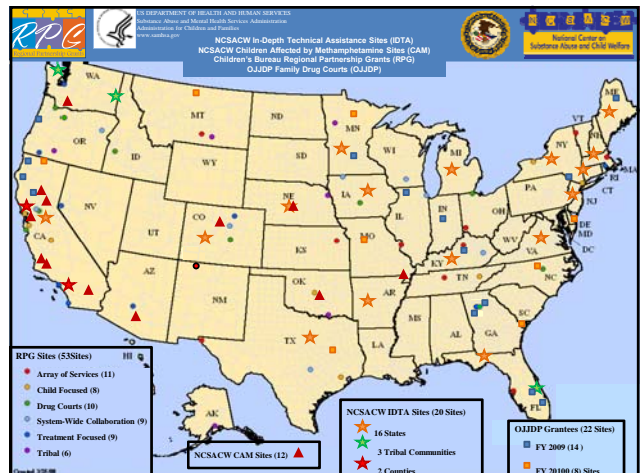 US DEPARTMENT OF HEALTH AND HUMAN SERVICES
Substance Abuse and Mental Health Services Administration
Administration for Children and Families
www.samhsa.gov
RPG
Regional Partnership Grants
NCSACW In-Depth Technical Assistance Sites (IDTA)
NCSACW Children Affected by Methamphetamine Sites (CAM)
Children's Bureau Regional Partnership Grants (RPG)
OJJDP Family Drug Courts (OJJDP)
NCSACW
National Center on
Substance Abuse and Child Welfare
WA
MT
ND
MN
VT
NH
ME
OR
ID
WY
SD
WI
MI
NY
MA
RI
CT
NV
UT
CO
NE
IA
IL
IN
OH
PA
NJ
DE
MD
DC
CA
AZ
NM
KS
MO
KY
WV
VA
OK
AR
TN
NC
TX
LA
MS
AL
GA
SC
FL
HI
AK
RPG Sites (53Sites)
Array of Services (11)
Child Focused (8)
Drug Courts (10)
System-Wide Collaboration (9)
Treatment Focused (9)
Tribal (6)
NCSACW CAM Sites (12)
NCSACW IDTA Sites (20 Sites)
16 States
3 Tribal Communities
2 Counties
OJJDP Grantees (22 Sites)
FY 2009 (14 )
FY 20100 (8) Sites